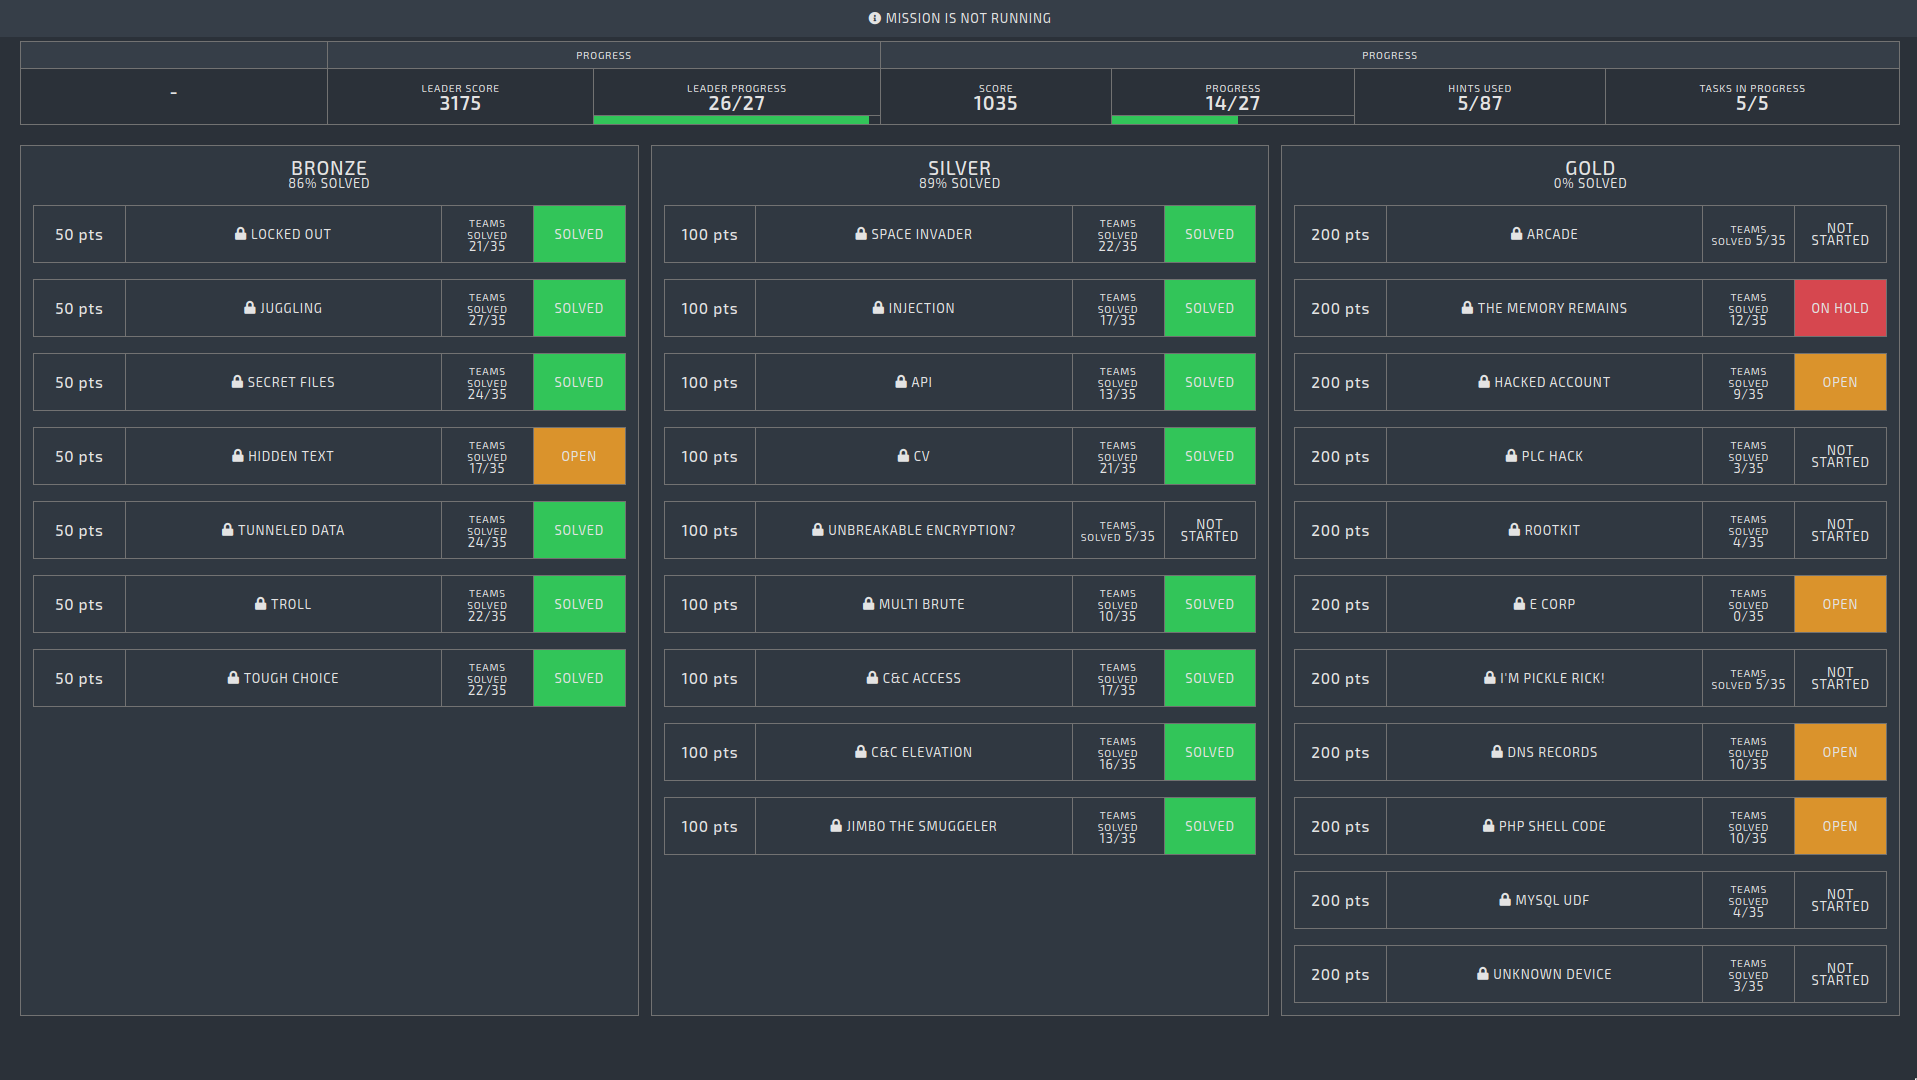 MISSION IS NOT RUNNING
PROGRESS
PROGRESS
-
LEADER SCORE
3175
LEADER PROGRESS
26/27
SCORE
1035
PROGRESS
14/27
HINTS USED
5/87
TASKS IN PROGRESS
5/5
BRONZE
86% SOLVED
50 pts
LOCKED OUT
TEAMS
SOLVED
21/35
SOLVED
50 pts
JUGGLING
TEAMS
SOLVED
27/35
SOLVED
50 pts
SECRET FILES
TEAMS
SOLVED
24/35
SOLVED
50 pts
HIDDEN TEXT
TEAMS
SOLVED
17/35
OPEN
50 pts
TUNNELED DATA
TEAMS
SOLVED
24/35
SOLVED
50 pts
TROLL
TEAMS
SOLVED
22/35
SOLVED
50 pts
TOUGH CHOICE
TEAMS
SOLVED
22/35
SOLVED
SILVER
89% SOLVED
100 pts
SPACE INVADER
TEAMS
SOLVED
22/35
SOLVED
100 pts
INJECTION
TEAMS
SOLVED
17/35
SOLVED
100 pts
API
TEAMS
SOLVED
13/35
SOLVED
100 pts
CV
TEAMS
SOLVED
21/35
SOLVED
100 pts
UNBREAKABLE ENCRYPTION?
TEAMS
SOLVED 5/35
NOT
STARTED
100 pts
MULTI BRUTE
TEAMS
SOLVED
10/35
SOLVED
100 pts
C&C ACCESS
TEAMS
SOLVED
17/35
SOLVED
100 pts
C&C ELEVATION
TEAMS
SOLVED
16/35
SOLVED
100 pts
JIMBO THE SMUGGELER
TEAMS
SOLVED
13/35
SOLVED
GOLD
0% SOLVED
200 pts
ARCADE
TEAMS
SOLVED 5/35
NOT
STARTED
200 pts
THE MEMORY REMAINS
TEAMS
SOLVED
12/35
ON HOLD
200 pts
HACKED ACCOUNT
TEAMS
SOLVED
9/35
OPEN
200 pts
PLC HACK
TEAMS
SOLVED
3/35
NOT
STARTED
200 pts
ROOTKIT
TEAMS
SOLVED
4/35
NOT
STARTED
200 pts
E CORP
TEAMS
SOLVED
0/35
OPEN
200 pts
I'M PICKLE RICK!
TEAMS
SOLVED 5/35
NOT
STARTED
200 pts
DNS RECORDS
TEAMS
SOLVED
10/35
OPEN
200 pts
PHP SHELL CODE
TEAMS
SOLVED
10/35
OPEN
200 pts
MYSQL UDF
TEAMS
SOLVED
4/35
NOT
STARTED
200 pts
UNKNOWN DEVICE
TEAMS
SOLVED
3/35
NOT
STARTED